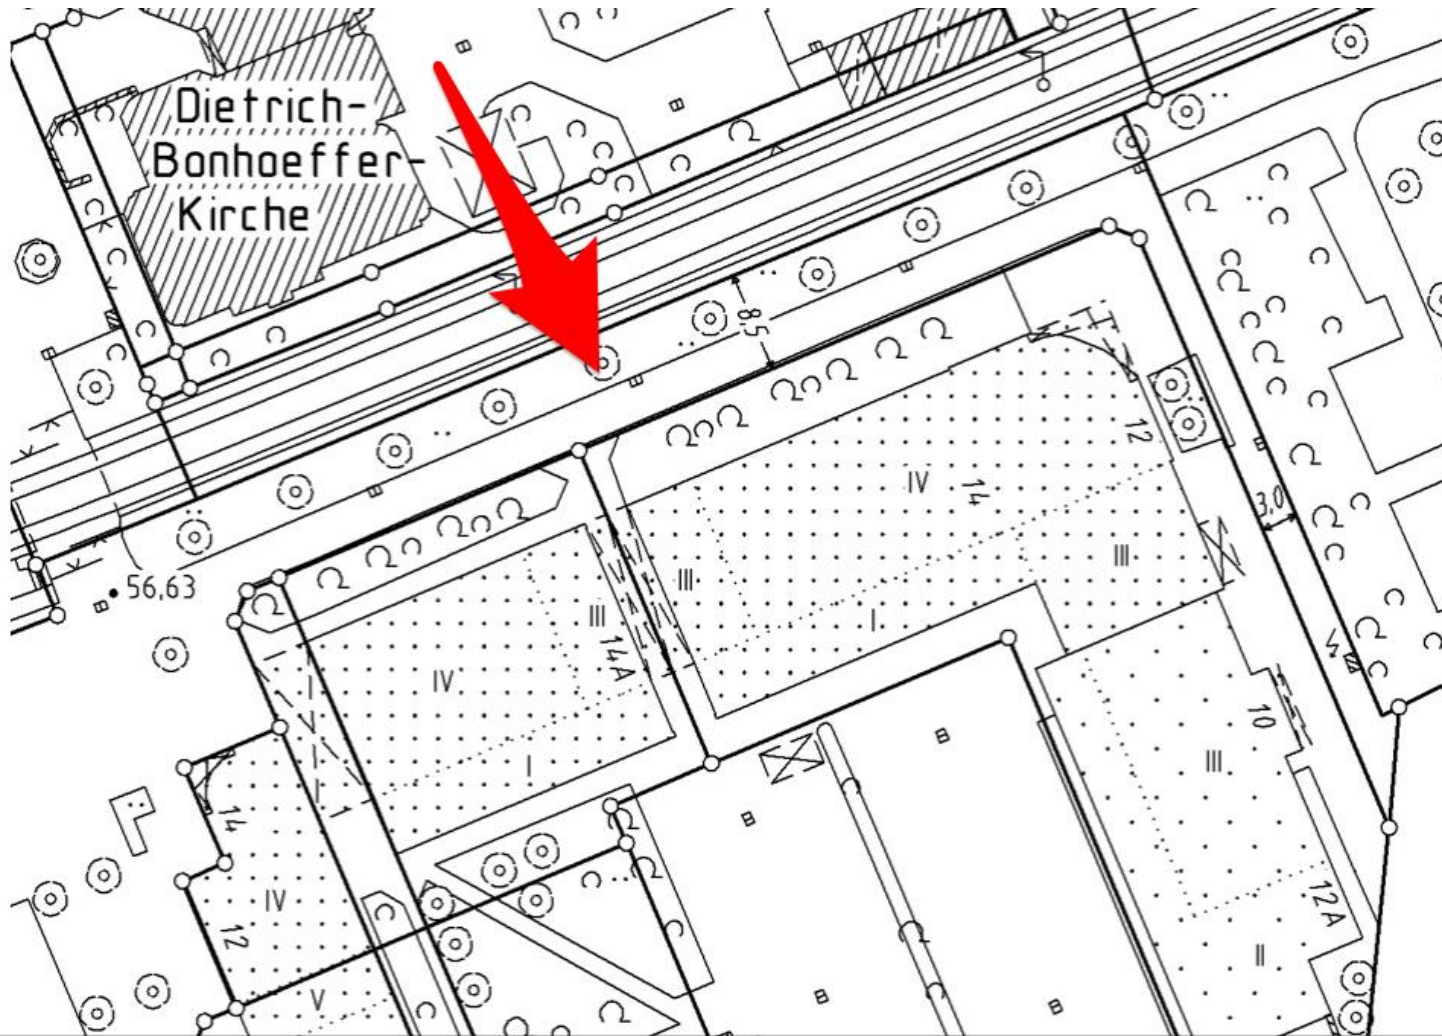 Dietrich-
Bonhoeffer-
Kirche
8.5
12
IV
14
3.0
III
III
56,63
III
I
14A
IV
I
10
III
14
IV
12
12A
II
V